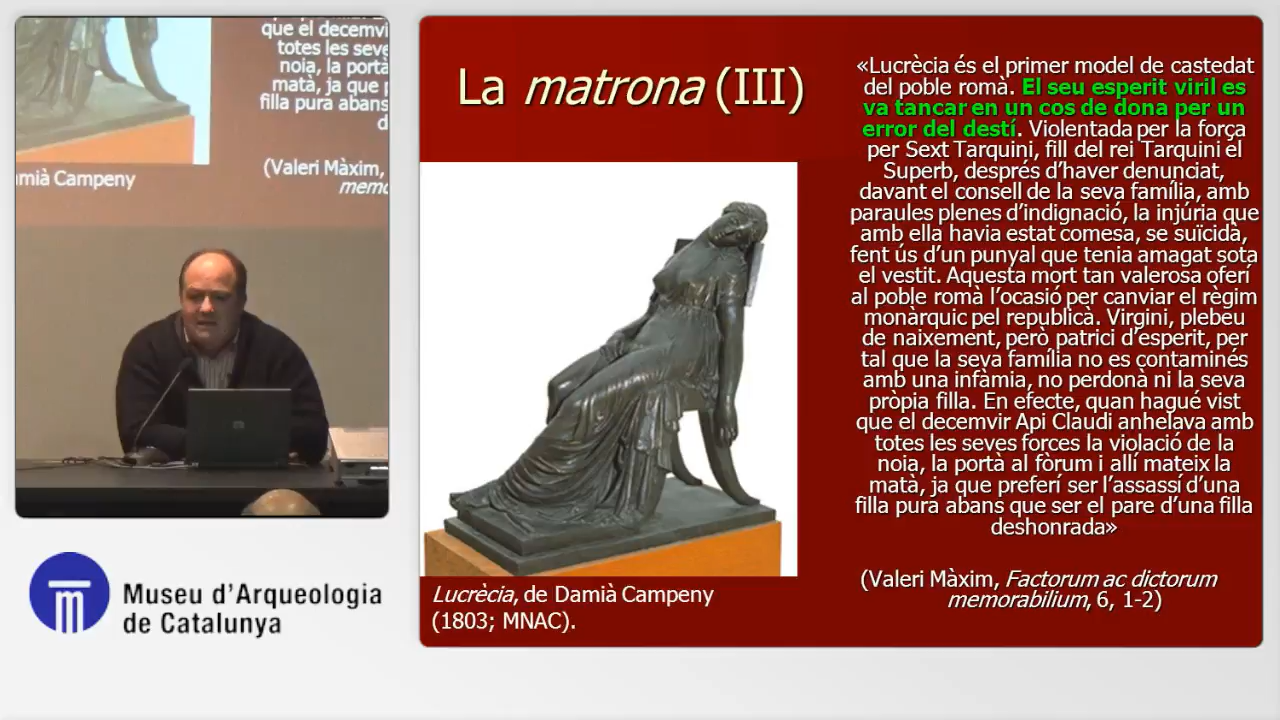 que el decemvi
totes les seve
noia, la portà
matà, ja que p
filla pura abans
d
amià Campeny
(Valeri Màxim,
memo
Museu d'Arqueologia
de Catalunya
La matrona (III)
Lucrècia, de Damià Campeny
(1803; MNAC).
«Lucrècia és el primer model de castedat
del poble romà. El seu esperit viril es
va tancar en un cos de dona per un
error del destí. Violentada per la força
per Sext Tarquini, fill del rei Tarquini el
Superb, després d'haver denunciat,
davant el consell de la seva família, amb
paraules plenes d'indignació, la injúria que
amb ella havia estat comesa, se suïcidà,
fent ús d'un punyal que tenia amagat sota
el vestit. Aquesta mort tan valerosa oferí
al poble romà l'ocasió per canviar el règim
monàrquic pel republicà. Virgini, plebeu
de naixement, però patrici d'esperit, per
tal que la seva família no es contaminés
amb una infàmia, no perdonà ni la seva
pròpia filla. En efecte, quan hagué vist
que el decemvir Api Claudi anhelava amb
totes les seves forces la violació de la
noia, la portà al fòrum i allí mateix la
matà, ja que preferí ser l'assassí d'una
filla pura abans que ser el pare d'una filla
deshonrada»
(Valeri Màxim, Factorum ac dictorum
memorabilium, 6, 1-2)